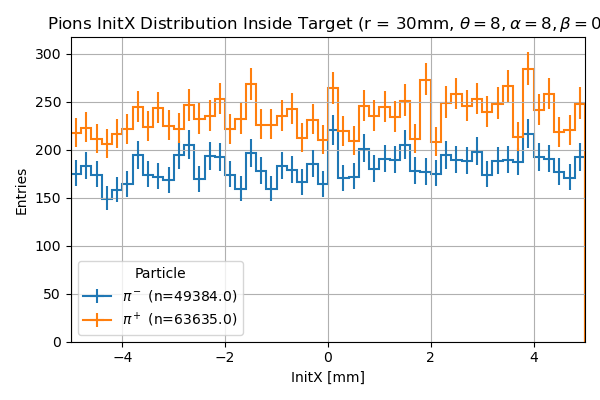 Pions InitX Distribution Inside Target (r = 30mm, θ = 8, α = 8, β = 0
300
250
200
150
100
50
0
Entries
−4
−2
0
2
4
InitX [mm]
Particle
π⁻ (n=49384.0)
π⁺ (n=63635.0)